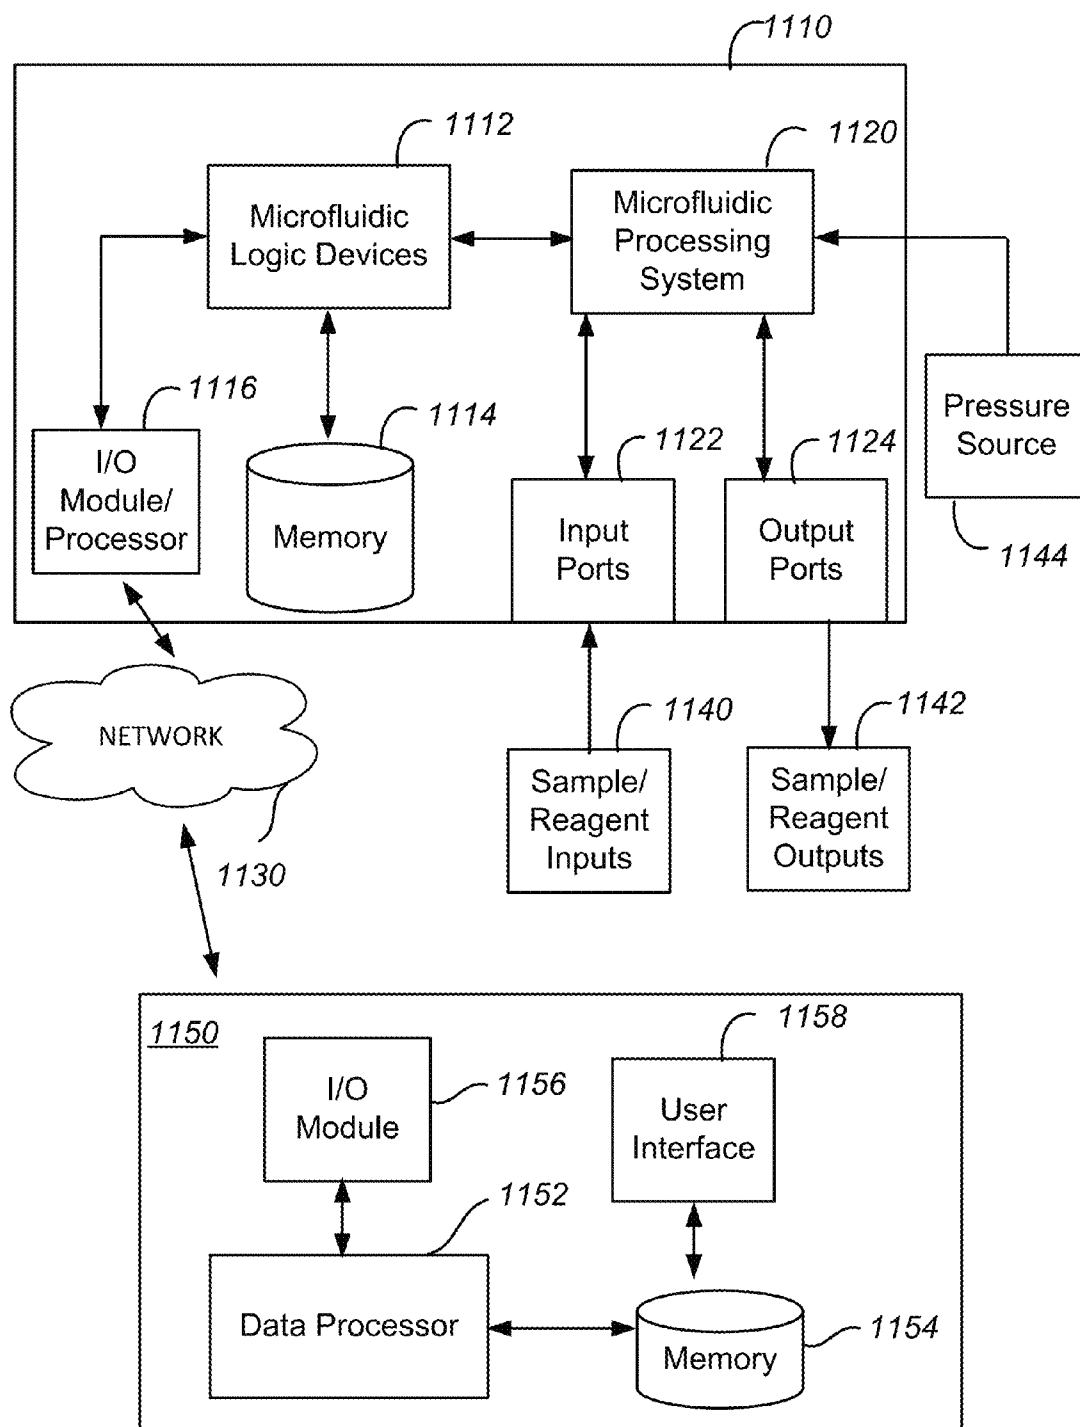 1110
1112
1120
Microfluidic
Logic Devices
Microfluidic
Processing
System
1116
1114
1122
1124
Pressure
Source
I/O
Module/
Processor
Memory
Input
Ports
Output
Ports
1144
NETWORK
1130
1140
1142
Sample/
Reagent
Inputs
Sample/
Reagent
Outputs
1150
1158
I/O
Module
1156
User
Interface
1152
Data Processor
Memory
1154